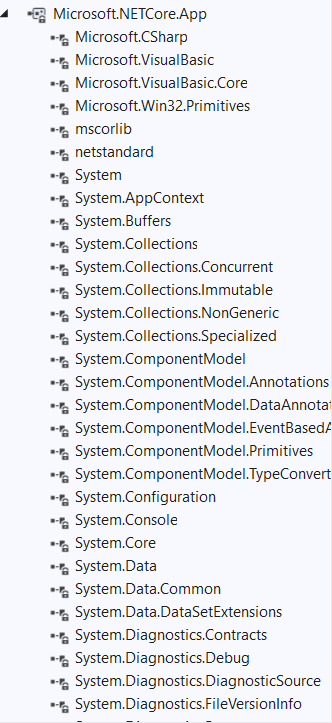 Microsoft.NETCore.App
Microsoft.CSharp
Microsoft.VisualBasic
Microsoft.VisualBasic.Core
Microsoft.Win32.Primitives
mscorlib
netstandard
System
System.AppContext
System.Buffers
System.Collections
System.Collections.Concurrent
System.Collections.Immutable
System.Collections.NonGeneric
System.Collections.Specialized
System.ComponentModel
System.ComponentModel.Annotations
System.ComponentModel.DataAnnotat
System.ComponentModel.EventBasedA
System.ComponentModel.Primitives
System.ComponentModel.TypeConvert
System.Configuration
System.Console
System.Core
System.Data
System.Data.Common
System.Data.DataSetExtensions
System.Diagnostics.Contracts
System.Diagnostics.Debug
System.Diagnostics.DiagnosticSource
System.Diagnostics.FileVersionInfo